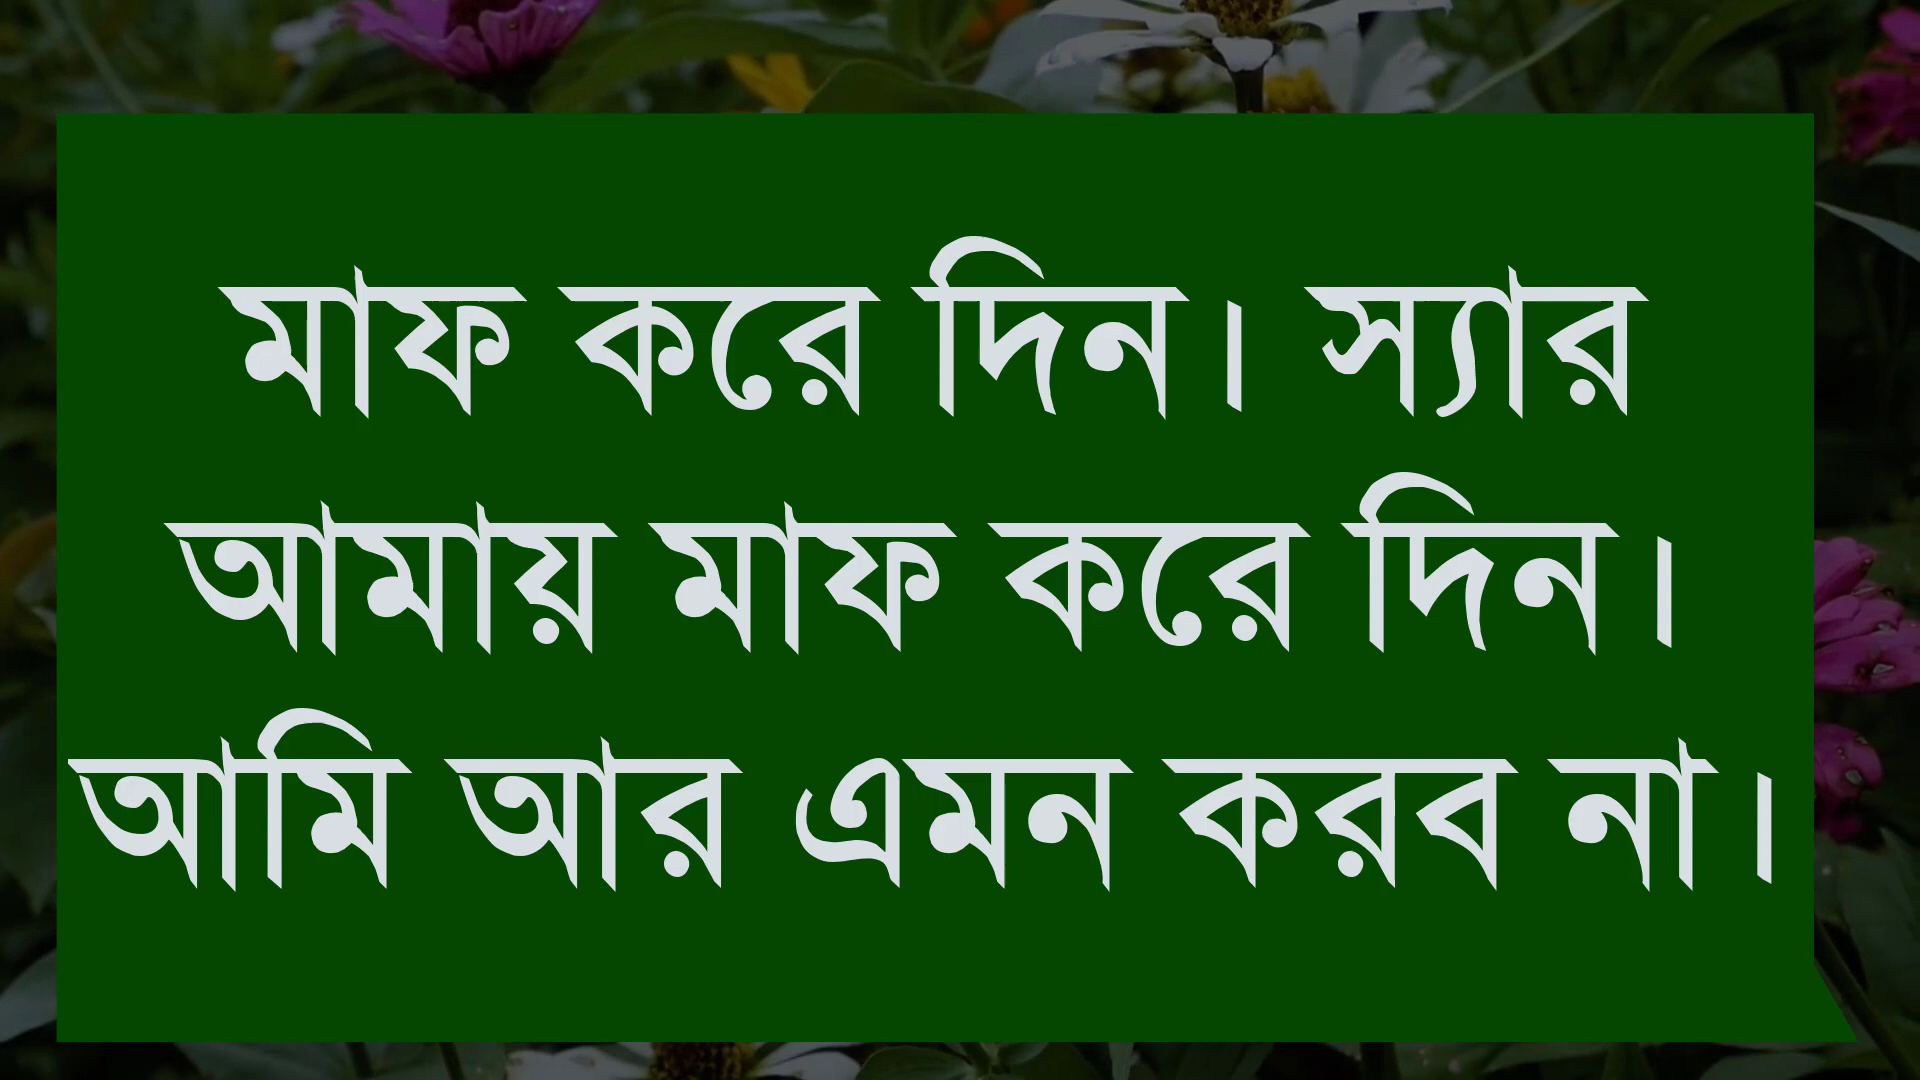 মাফ করে দিন। স্যার
আমায় মাফ করে দিন।
আমি আর এমন করব না।